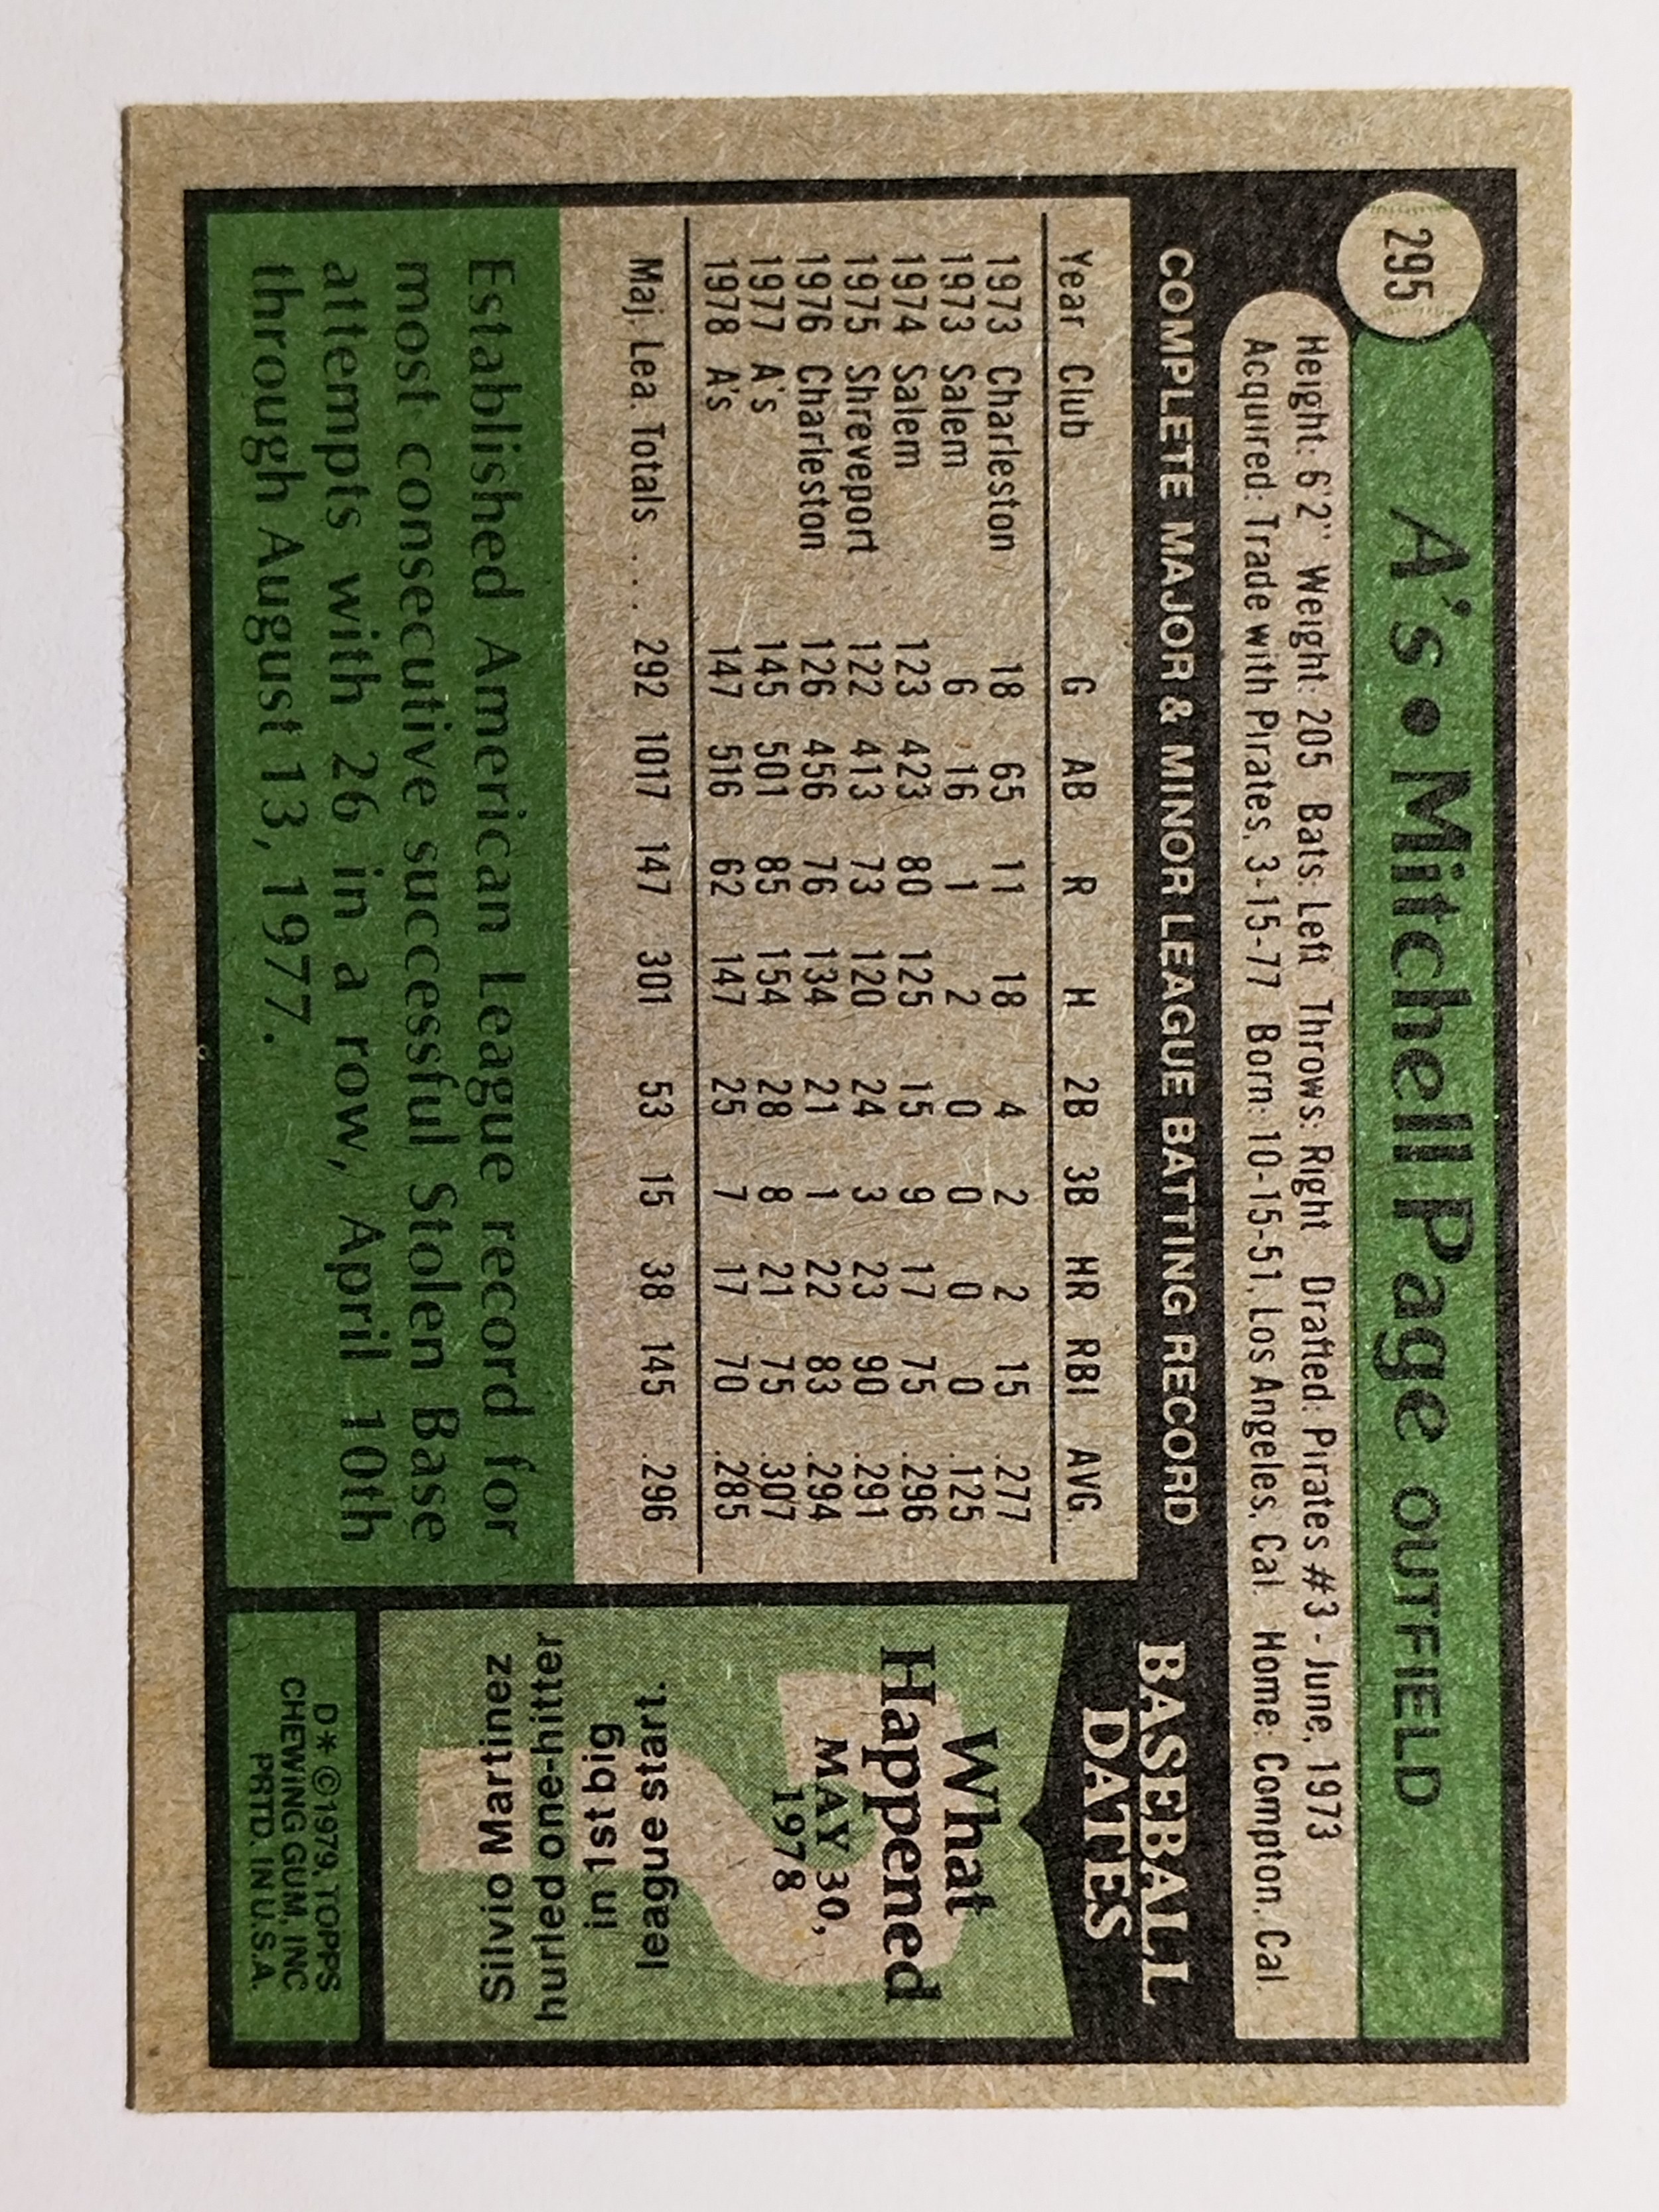 295
A's • Mitchell Page OUTFIELD
Height: 6'2" Weight: 205 Bats: Left Throws: Right Drafted: Pirates #3 - June, 1973
Acquired: Trade with Pirates, 3-15-77 Born: 10-15-51, Los Angeles, Cal. Home: Compton, Cal.
COMPLETE MAJOR & MINOR LEAGUE BATTING RECORD
Year Club G AB R H 2B 3B HR RBI AVG.
1973 Charleston 18 65 11 18 4 2 2 15 .277
1973 Salem 6 16 1 2 0 0 0 0 .125
1974 Salem 123 423 80 125 15 9 17 75 .296
1975 Shreveport 122 413 73 120 24 3 23 90 .291
1976 Charleston 126 456 76 134 21 1 22 83 .294
1977 A's 145 501 85 154 28 8 21 75 .307
1978 A's 147 516 62 147 25 7 17 70 .285
Maj. Lea. Totals . . . 292 1017 147 301 53 15 38 145 .296
Established American League record for
most consecutive successful Stolen Base
attempts with 26 in a row, April 10th
through August 13, 1977.
BASEBALL
DATES
What
Happened
MAY 30,
1978
?
Silvio Martinez
hurled one-hitter
in 1st big
league start.
D* ©1979, TOPPS
CHEWING GUM, INC
PRTD. IN U.S.A.